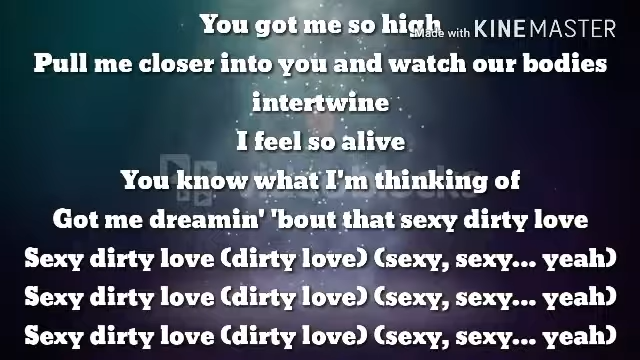 You got me so high
Made with KINEMASTER
Pull me closer into you and watch our bodies
intertwine
I feel so alive
You know what I'm thinking of
Got me dreamin' 'bout that sexy dirty love
Sexy dirty love (dirty love) (sexy, sexy... yeah)
Sexy dirty love (dirty love) (sexy, sexy... yeah)
Sexy dirty love (dirty love) (sexy, sexy... yeah)